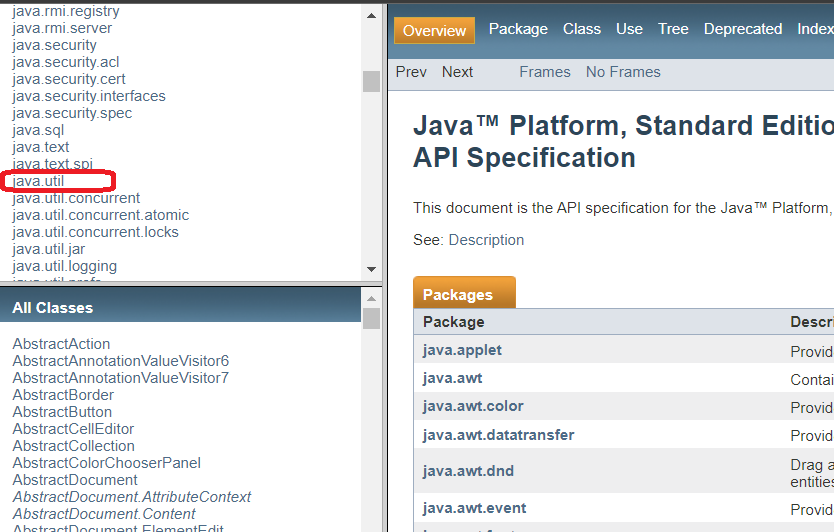 java.rmi.registry
java.rmi.server
java.security
java.security.acl
java.security.cert
java.security.interfaces
java.security.spec
java.sql
java.text
java.text.spi
java.util
java.util.concurrent
java.util.concurrent.atomic
java.util.concurrent.locks
java.util.jar
java.util.logging
java.util.prefs
All Classes
AbstractAction
AbstractAnnotationValueVisitor6
AbstractAnnotationValueVisitor7
AbstractBorder
AbstractButton
AbstractCellEditor
AbstractCollection
AbstractColorChooserPanel
AbstractDocument
AbstractDocument.AttributeContext
AbstractDocument.Content
AbstractDocument.ElementEdit
Overview Package Class Use Tree Deprecated Index
Prev Next Frames No Frames
Java™ Platform, Standard Editio
API Specification
This document is the API specification for the Java™ Platform,
See: Description
Packages
Package Descri
java.applet Provid
java.awt Contai
java.awt.color Provid
java.awt.datatransfer Provid
java.awt.dnd Drag a
entities
java.awt.event Provid